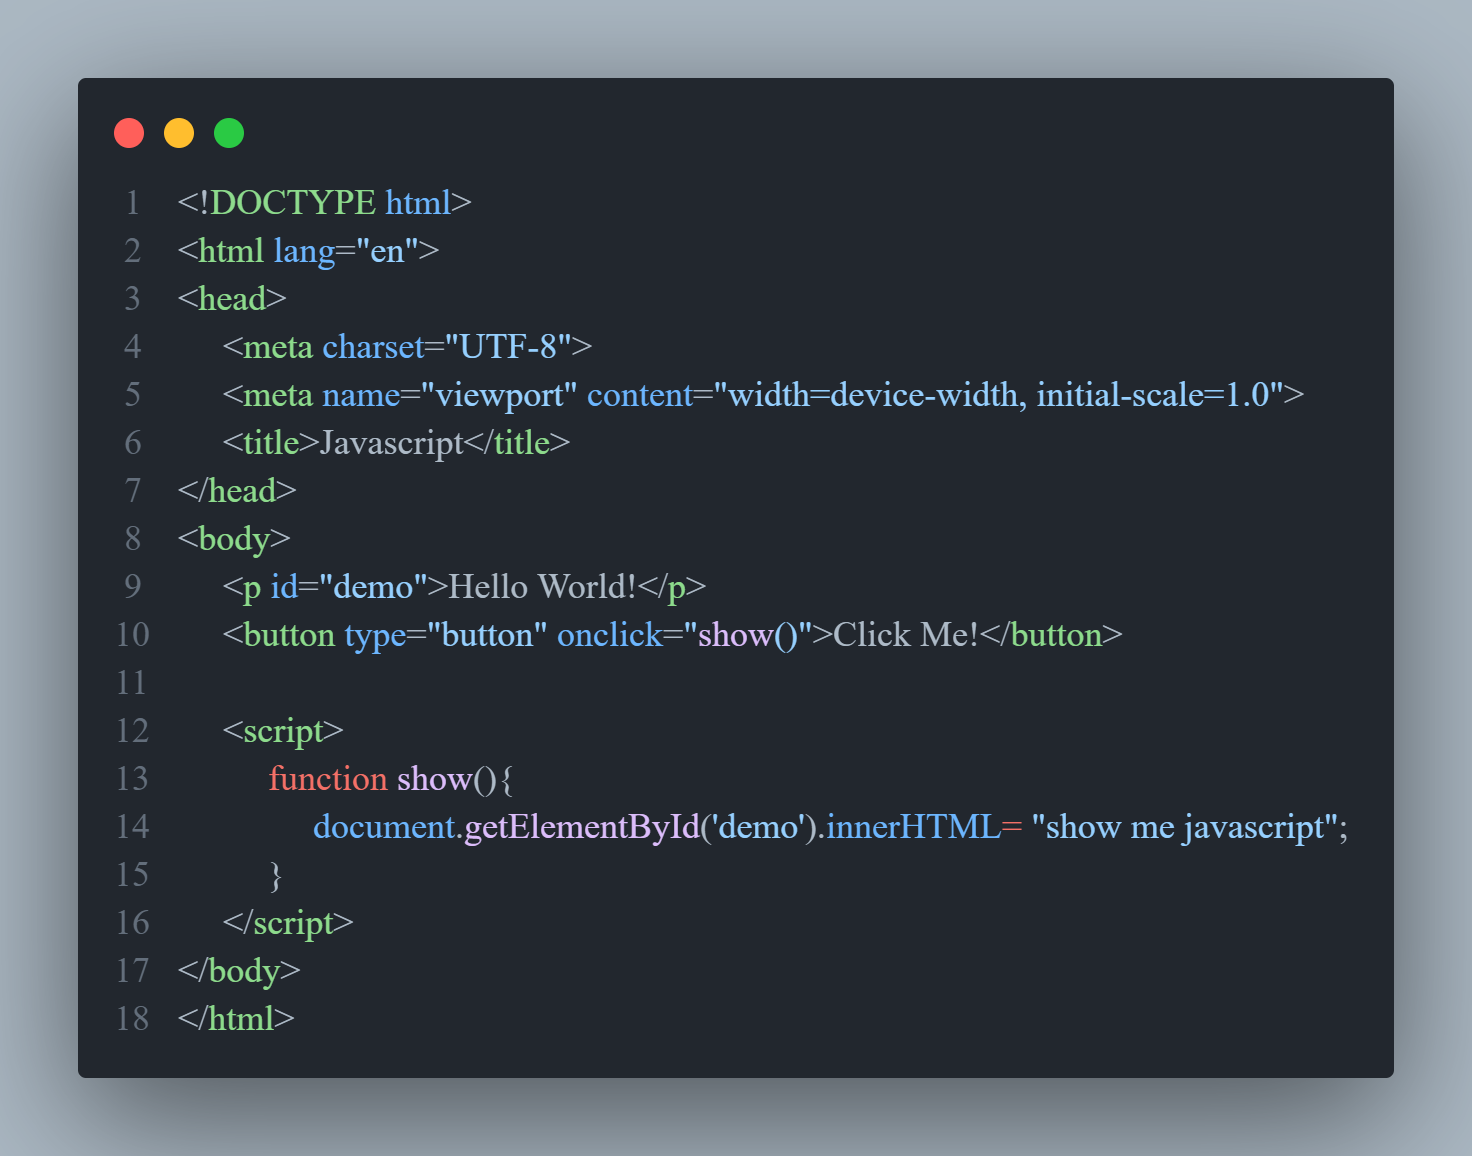 1 <!DOCTYPE html>
2 <html lang="en">
3 <head>
4     <meta charset="UTF-8">
5     <meta name="viewport" content="width=device-width, initial-scale=1.0">
6     <title>Javascript</title>
7 </head>
8 <body>
9     <p id="demo">Hello World!</p>
10     <button type="button" onclick="show()">Click Me!</button>
11
12     <script>
13         function show(){
14             document.getElementById('demo').innerHTML= "show me javascript";
15         }
16     </script>
17 </body>
18 </html>